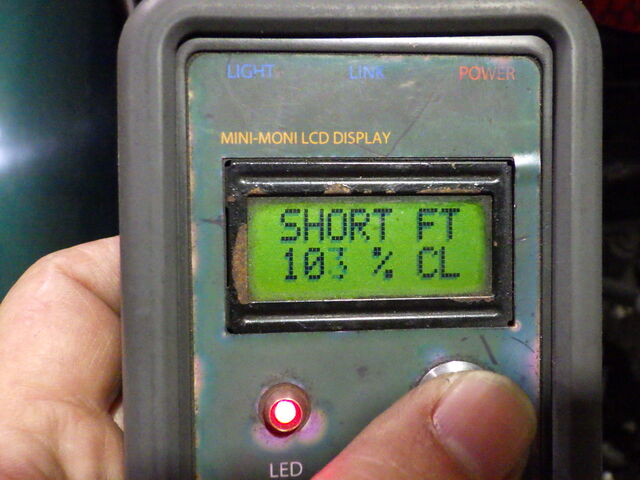 LIGHT LINK POWER
MINI-MONI LCD DISPLAY
SHORT FT
103 % CL
LED